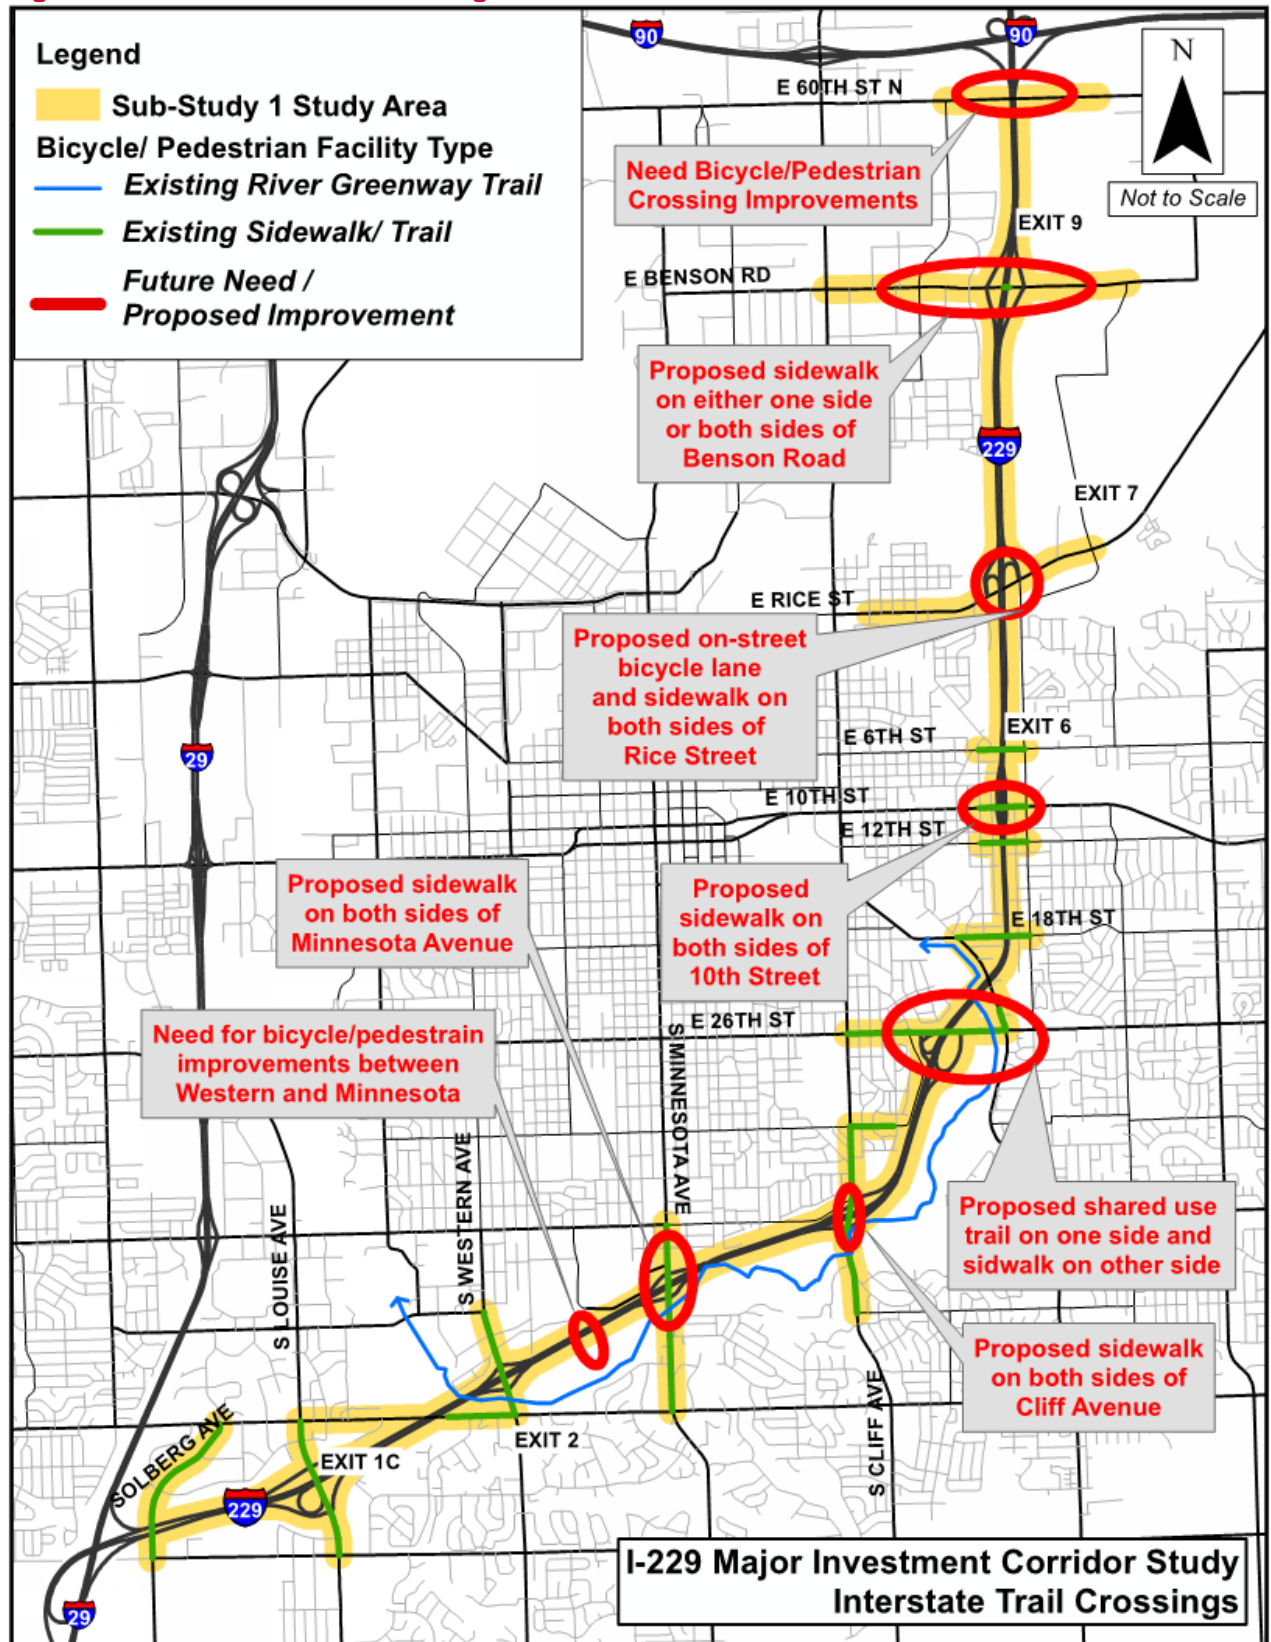 Legend
Sub-Study 1 Study Area
Bicycle/ Pedestrian Facility Type
Existing River Greenway Trail
Existing Sidewalk/ Trail
Future Need /
Proposed Improvement
90
90
N
Not to Scale
E 60TH ST N
Need Bicycle/Pedestrian
Crossing Improvements
EXIT 9
E BENSON RD
Proposed sidewalk
on either one side
or both sides of
Benson Road
229
EXIT 7
E RICE ST
Proposed on-street
bicycle lane
and sidewalk on
both sides of
Rice Street
EXIT 6
E 6TH ST
29
E 10TH ST
E 12TH ST
Proposed sidewalk
on both sides of
Minnesota Avenue
Proposed
sidewalk on
both sides of
10th Street
E 18TH ST
E 26TH ST
Need for bicycle/pedestrain
improvements between
Western and Minnesota
S MINNESOTA AVE
S WESTERN AVE
S LOUISE AVE
Proposed shared use
trail on one side and
sidwalk on other side
Proposed sidewalk
on both sides of
Cliff Avenue
S CLIFF AVE
SOLBERG AVE
EXIT 2
EXIT 1C
229
29
I-229 Major Investment Corridor Study
Interstate Trail Crossings